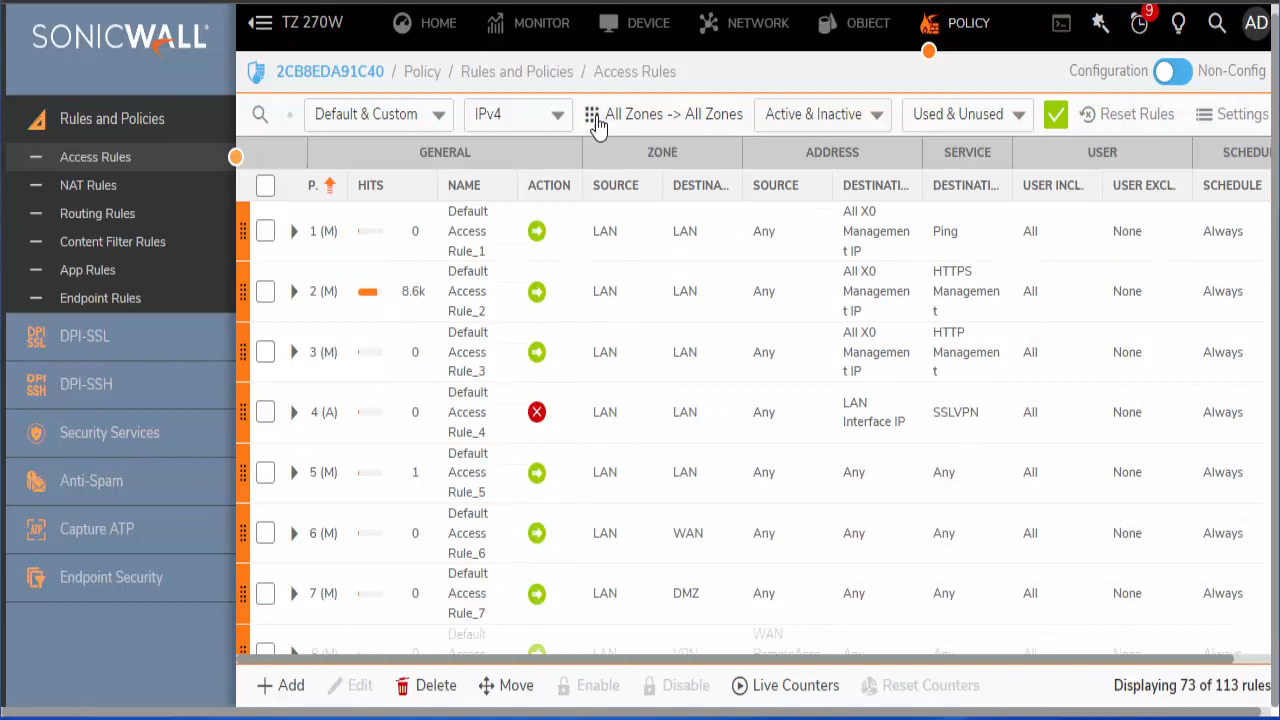 SONICWALL
TZ 270W
HOME
MONITOR
DEVICE
NETWORK
OBJECT
POLICY
9
AD
2CB8EDA91C40 / Policy / Rules and Policies / Access Rules
Configuration
Non-Config
Default & Custom
IPv4
All Zones -> All Zones
Active & Inactive
Used & Unused
Reset Rules
Settings
Rules and Policies
Access Rules
NAT Rules
Routing Rules
Content Filter Rules
App Rules
Endpoint Rules
DPI SSL DPI-SSL
DPI SSH DPI-SSH
Security Services
Anti-Spam
ATP Capture ATP
Endpoint Security
GENERAL ZONE ADDRESS SERVICE USER SCHEDU
P. HITS NAME ACTION SOURCE DESTINA... SOURCE DESTINATI... DESTINATI... USER INCL. USER EXCL. SCHEDULE
1 (M) 0 Default Access Rule_1 LAN LAN Any All X0 Managemen t IP Ping All None Always
2 (M) 8.6k Default Access Rule_2 LAN LAN Any All X0 Managemen t IP HTTPS Managemen t All None Always
3 (M) 0 Default Access Rule_3 LAN LAN Any All X0 Managemen t IP HTTP Managemen t All None Always
4 (A) 0 Default Access Rule_4 LAN LAN Any LAN Interface IP SSLVPN All None Always
5 (M) 1 Default Access Rule_5 LAN LAN Any Any Any All None Always
6 (M) 0 Default Access Rule_6 LAN WAN Any Any Any All None Always
7 (M) 0 Default Access Rule_7 LAN DMZ Any Any Any All None Always
Default WAN
Add
Edit
Delete
Move
Enable
Disable
Live Counters
Reset Counters
Displaying 73 of 113 rules